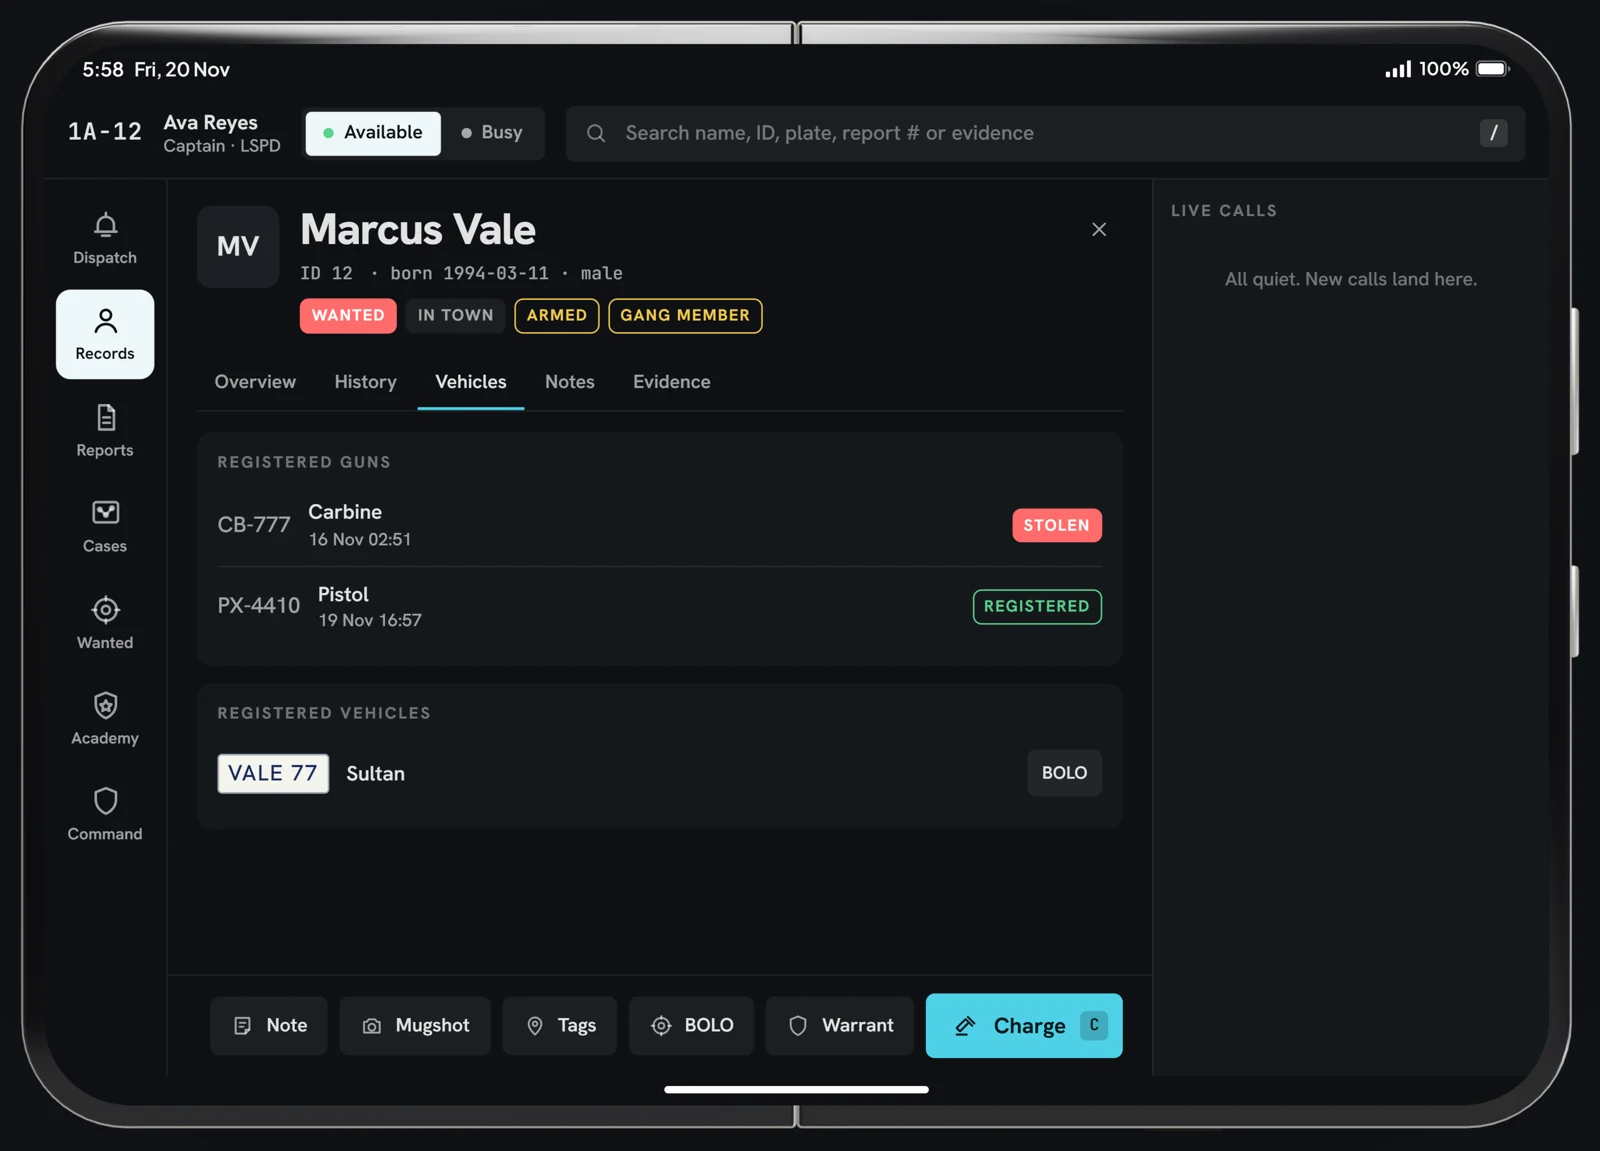 5:58 Fri, 20 Nov
100%
1A-12
Ava Reyes
Captain · LSPD
Available
Busy
Search name, ID, plate, report # or evidence
/
Dispatch
Records
Reports
Cases
Wanted
Academy
Command
MV
Marcus Vale
ID 12 · born 1994-03-11 · male
WANTED
IN TOWN
ARMED
GANG MEMBER
Overview
History
Vehicles
Notes
Evidence
REGISTERED GUNS
CB-777
Carbine
16 Nov 02:51
STOLEN
PX-4410
Pistol
19 Nov 16:57
REGISTERED
REGISTERED VEHICLES
VALE 77
Sultan
BOLO
Note
Mugshot
Tags
BOLO
Warrant
Charge
C
LIVE CALLS
All quiet. New calls land here.